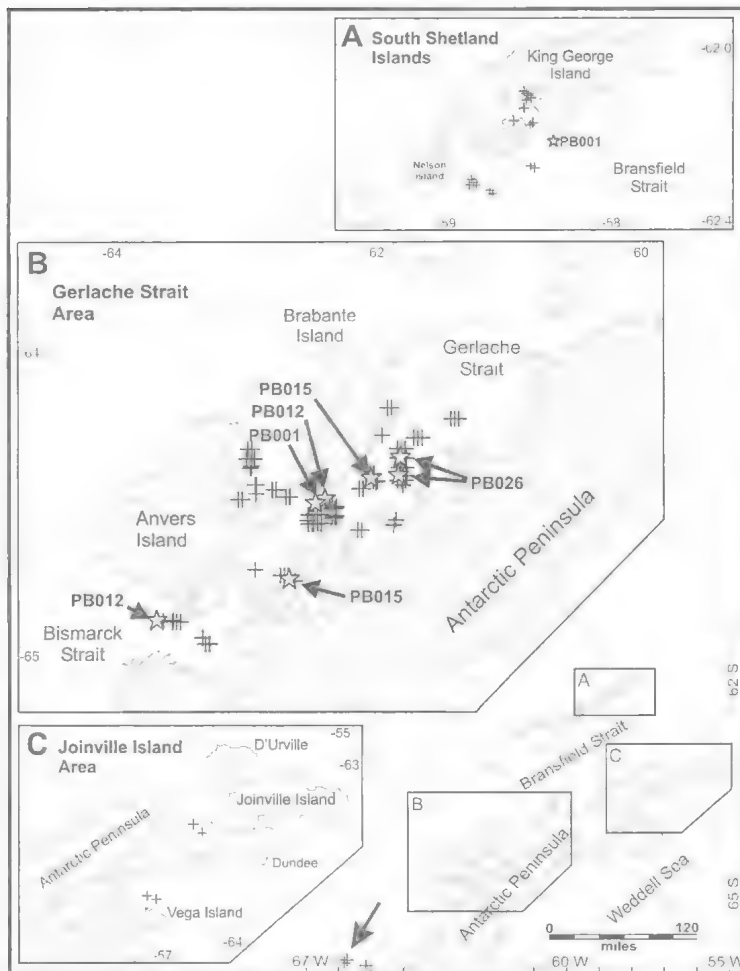 A South Shetland
Islands
-62 0
King George
Island
PB001
Nelson
Island
Bransfield
Strait
-59
-58
-62 4
-64
62
60
B
Gerlache Strait
Area
Brabante
Island
64
Gerlache
Strait
PB015
PB012
PB001
PB026
Anvers
Island
Antarctic Peninsula
PB012
PB015
Bismarck
Strait
-65
C Joinville Island
Area
D'Urville
-55
-63
Joinville Island
Antarctic Peninsula
Dundee
Vega Island
-57
-64
A
62 S
Bransfield Strait
C
B
Antarctic Peninsula
Weddell Sea
65 S
0
120
miles
67 W
60 W
55 W